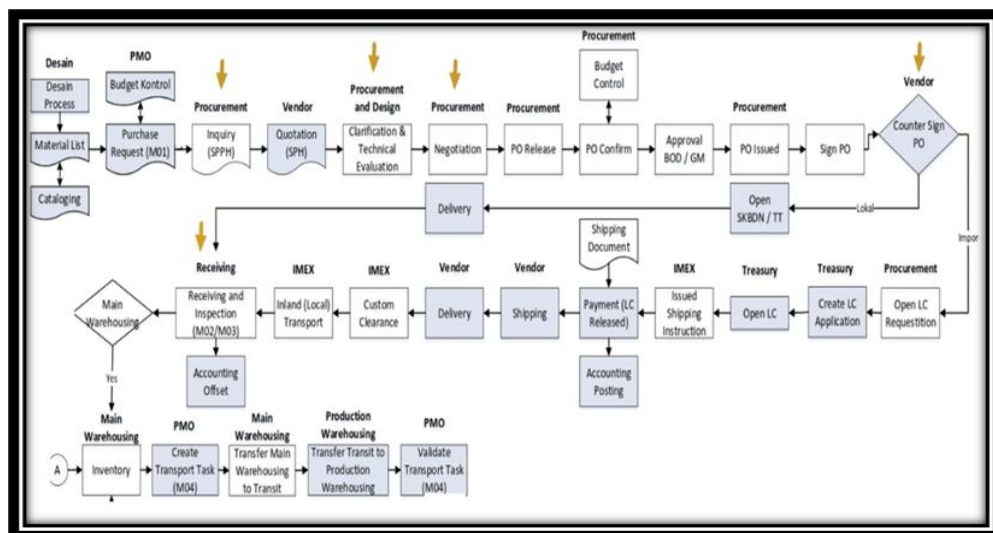 Desain
PMO
Procurement
Vendor
Desain
Process
Budget Kontrol
Procurement
Vendor
Procurement
and Design
Procurement
Procurement
Budget
Control
Procurement
Material List
Purchase
Request (M01)
Inquiry
(SPPH)
Quotation
(SPH)
Clarification &
Technical
Evaluation
Negotiation
PO Release
PO Confirm
Approval
BOD / GM
PO Issued
Sign PO
Counter Sign
PO
Cataloging
Delivery
Open
SKBDN / TT
Lokal
Impor
Shipping
Document
Receiving
IMEX
IMEX
Vendor
Vendor
IMEX
Treasury
Treasury
Procurement
Main
Warehousing
Receiving and
Inspection
(M02/M03)
Inland (Local)
Transport
Custom
Clearance
Delivery
Shipping
Payment (LC
Released)
Issued
Shipping
Instruction
Open LC
Create LC
Application
Open LC
Requestition
Yes
Accounting
Offset
Accounting
Posting
Main
Warehousing
PMO
Main
Warehousing
Production
Warehousing
PMO
A
Inventory
Create
Transport Task
(M04)
Transfer Main
Warehousing
to Transit
Transfer Transit to
Production
Warehousing
Validate
Transport Task
(M04)